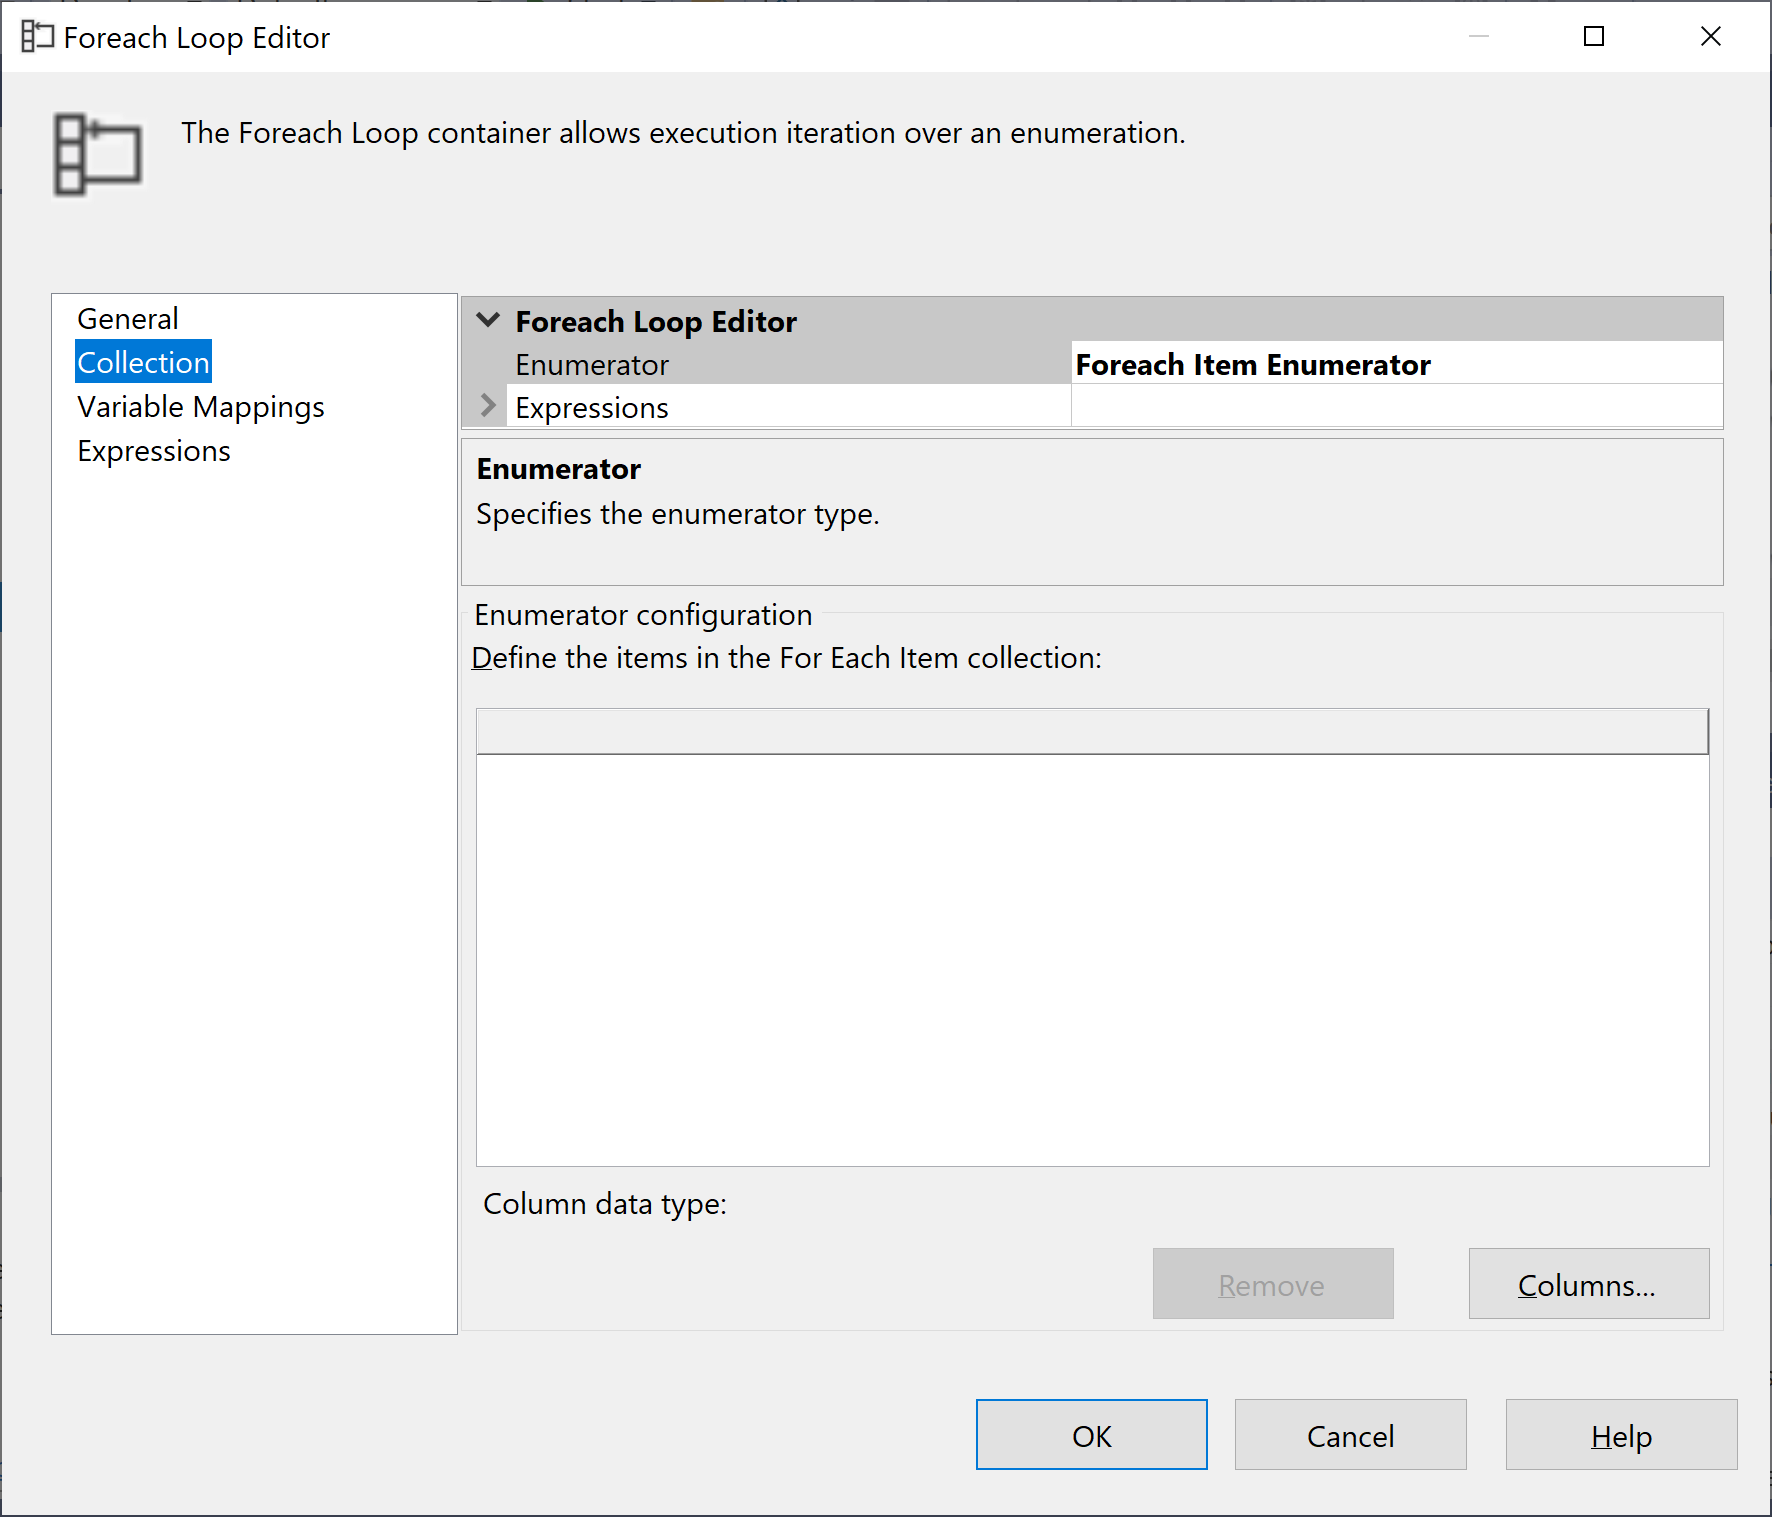 Foreach Loop Editor
The Foreach Loop container allows execution iteration over an enumeration.
General
Collection
Variable Mappings
Expressions
Foreach Loop Editor
Enumerator Foreach Item Enumerator
Expressions
Enumerator
Specifies the enumerator type.
Enumerator configuration
Define the items in the For Each Item collection:
Column data type:
Remove Columns...
OK Cancel Help